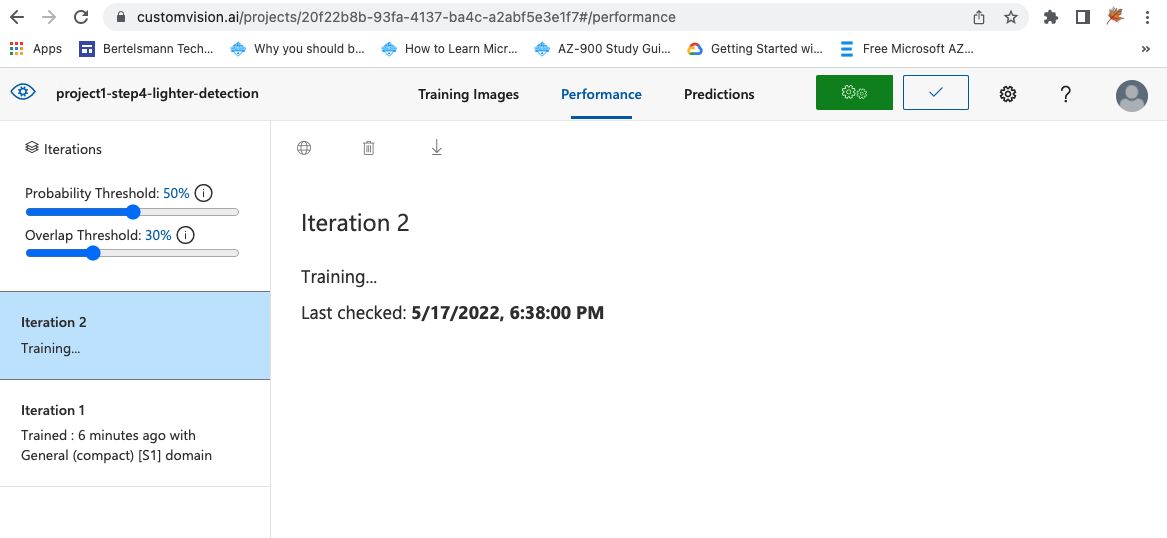 customvision.ai/projects/20f22b8b-93fa-4137-ba4c-a2abf5e3e1f7#/performance
Apps Bertelsmann Tech... Why you should b... How to Learn Micr... AZ-900 Study Gui... Getting Started wi... Free Microsoft AZ... »
project1-step4-lighter-detection Training Images Performance Predictions ?
Iterations
Probability Threshold: 50% i
Overlap Threshold: 30% i
Iteration 2
Training...
Iteration 1
Trained : 6 minutes ago with
General (compact) [S1] domain
Iteration 2
Training...
Last checked: 5/17/2022, 6:38:00 PM